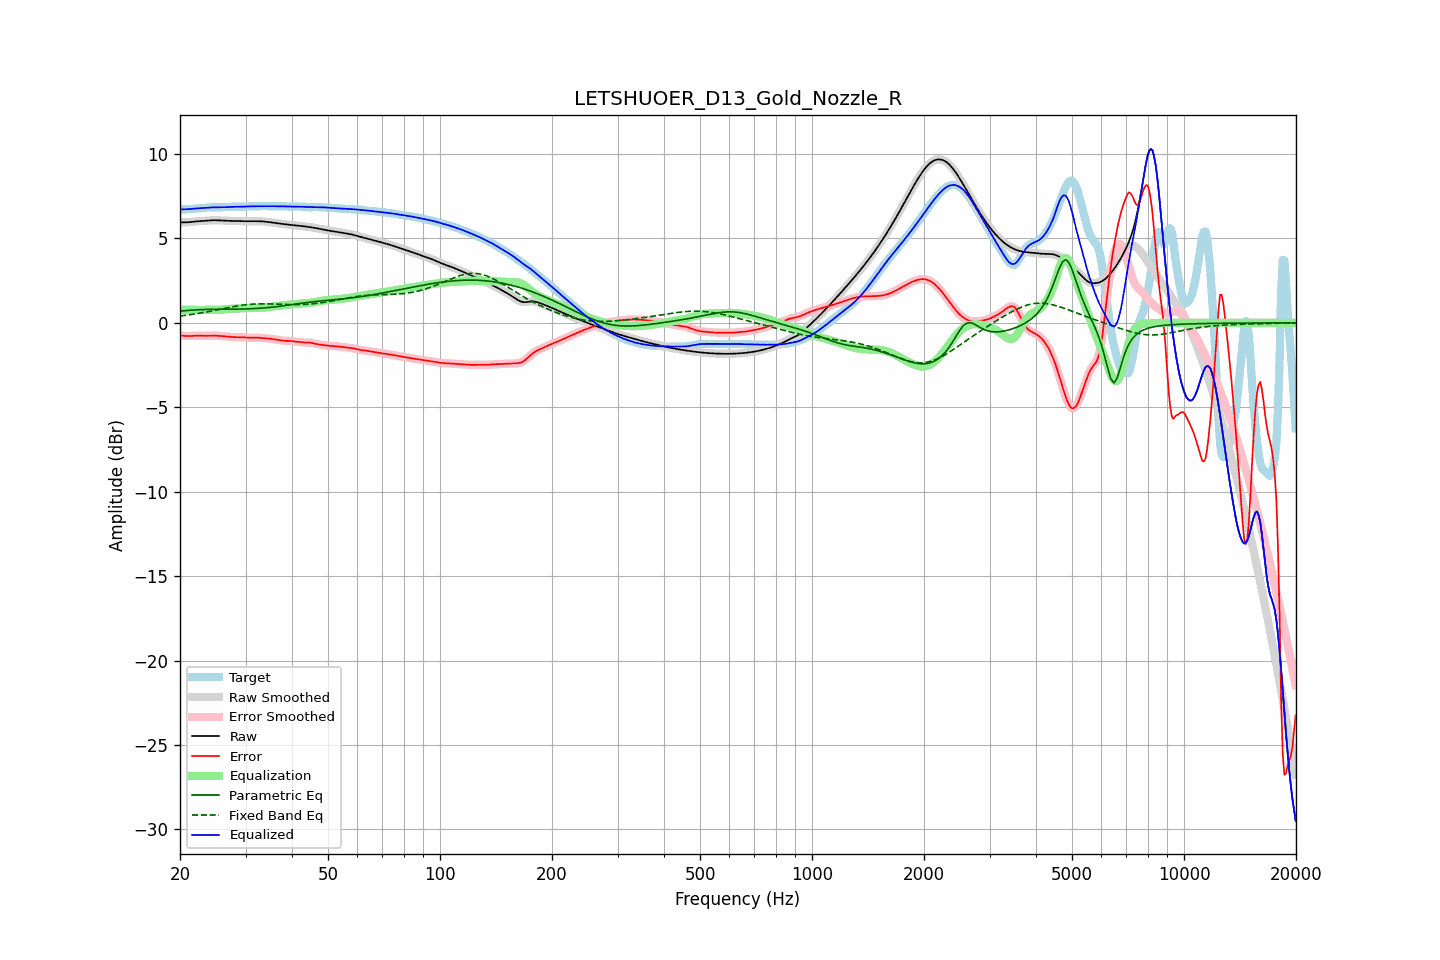 LETSHUOER_D13_Gold_Nozzle_R
10
5
0
−5
−10
−15
−20
−25
−30
Amplitude (dBr)
Target
Raw Smoothed
Error Smoothed
Raw
Error
Equalization
Parametric Eq
Fixed Band Eq
Equalized
20 50 100 200 500 1000 2000 5000 10000 20000
Frequency (Hz)